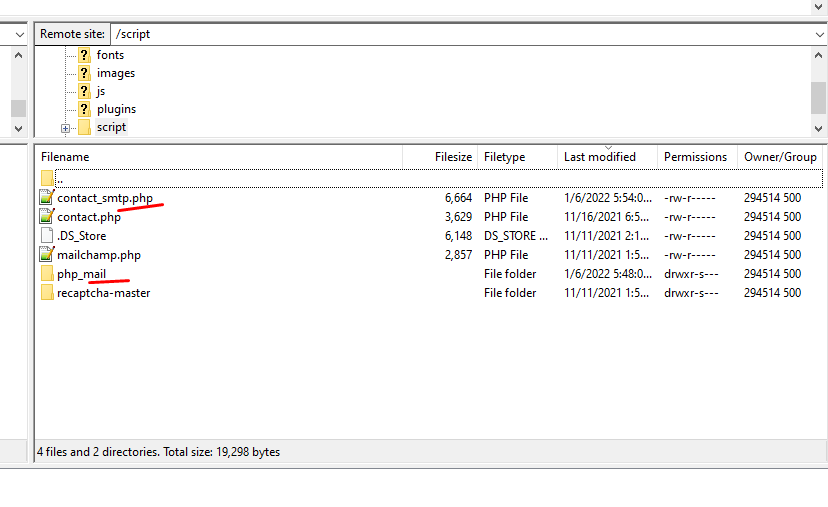 Remote site: /script
? fonts
? images
? js
? plugins
script
Filename Filesize Filetype Last modified Permissions Owner/Group
..
contact_smtp.php 6,664 PHP File 1/6/2022 5:54:0... -rw-r----- 294514 500
contact.php 3,629 PHP File 11/16/2021 6:5... -rw-r----- 294514 500
.DS_Store 6,148 DS_STORE ... 11/11/2021 2:1... -rw-r----- 294514 500
mailchamp.php 2,857 PHP File 11/11/2021 1:5... -rw-r----- 294514 500
php_mail File folder 1/6/2022 5:48:0... drwxr-s--- 294514 500
recaptcha-master File folder 11/11/2021 1:5... drwxr-s--- 294514 500
4 files and 2 directories. Total size: 19,298 bytes